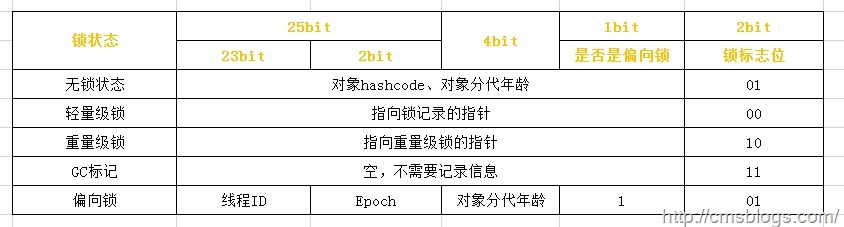 锁状态 25bit 4bit 1bit 2bit
23bit 2bit 是否是偏向锁 锁标志位
无锁状态 对象hashcode、对象分代年龄 01
轻量级锁 指向锁记录的指针 00
重量级锁 指向重量级锁的指针 10
GC标记 空，不需要记录信息 11
偏向锁 线程ID Epoch 对象分代年龄 1 01
http://cmsblogs.com/